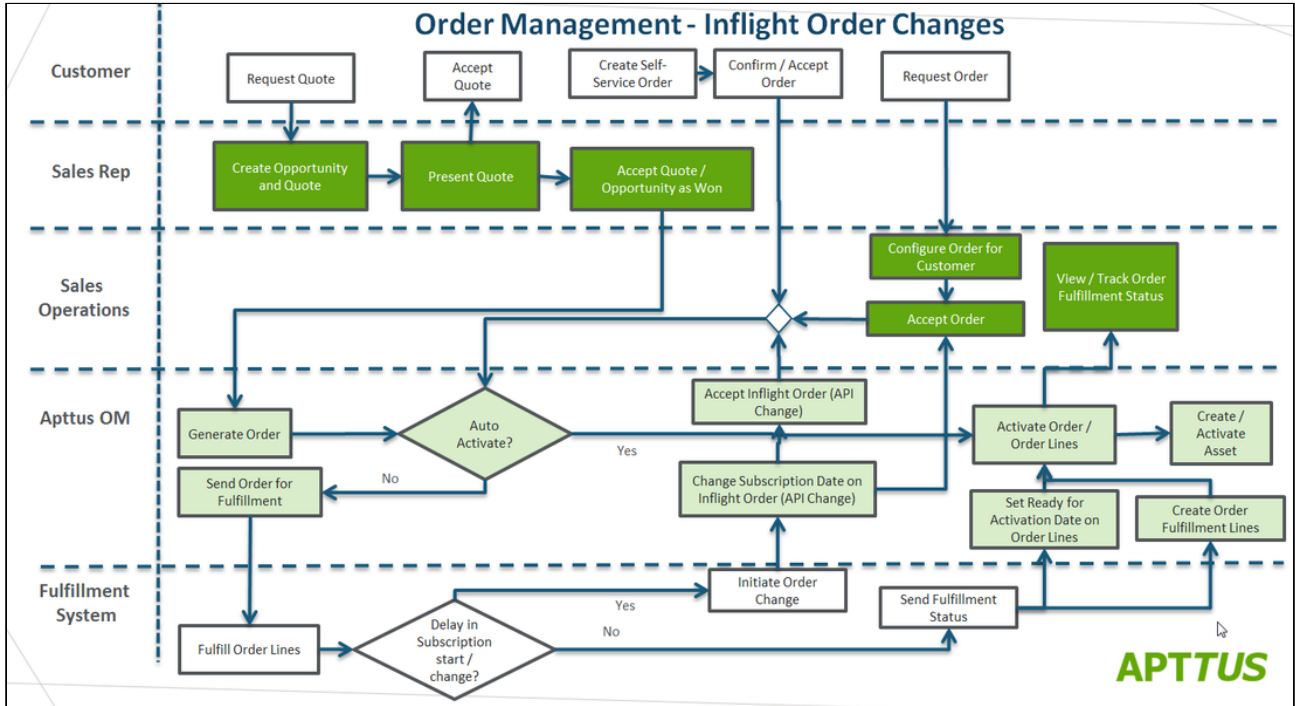 Order Management - Inflight Order Changes
Customer
Request Quote
Accept
Quote
Create Self-
Service Order
Confirm / Accept
Order
Request Order
Sales Rep
Create Opportunity
and Quote
Present Quote
Accept Quote /
Opportunity as Won
Sales
Operations
Configure Order for
Customer
Accept Order
View / Track Order
Fulfillment Status
Apttus OM
Generate Order
Auto
Activate?
Yes
No
Send Order for
Fulfillment
Accept Inflight Order (API
Change)
Change Subscription Date on
Inflight Order (API Change)
Activate Order /
Order Lines
Create /
Activate
Asset
Set Ready for
Activation Date on
Order Lines
Create Order
Fulfillment Lines
Fulfillment
System
Fulfill Order Lines
Delay in
Subscription
start /
change?
Yes
No
Initiate Order
Change
Send Fulfillment
Status
APTTUS